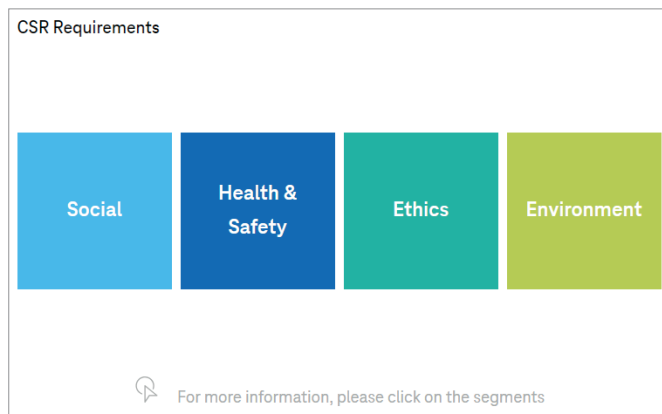 CSR Requirements
Social
Health &
Safety
Ethics
Environment
For more information, please click on the segments